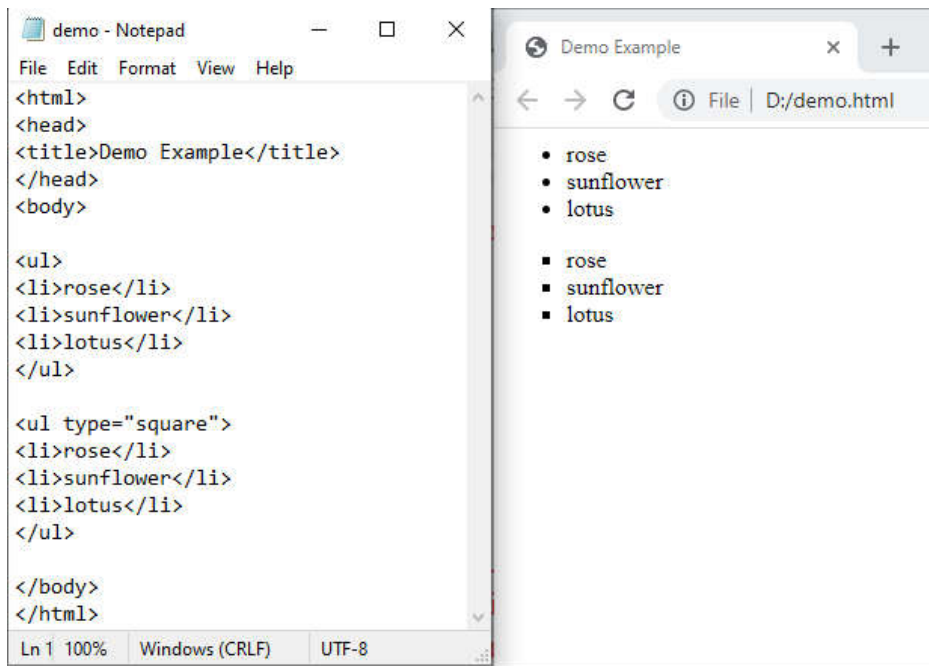 demo - Notepad
File Edit Format View Help
<html>
<head>
<title>Demo Example</title>
</head>
<body>
<ul>
<li>rose</li>
<li>sunflower</li>
<li>lotus</li>
</ul>
<ul type="square">
<li>rose</li>
<li>sunflower</li>
<li>lotus</li>
</ul>
</body>
</html>
Ln 1 100% Windows (CRLF) UTF-8
Demo Example
File D:/demo.html
rose
sunflower
lotus
rose
sunflower
lotus